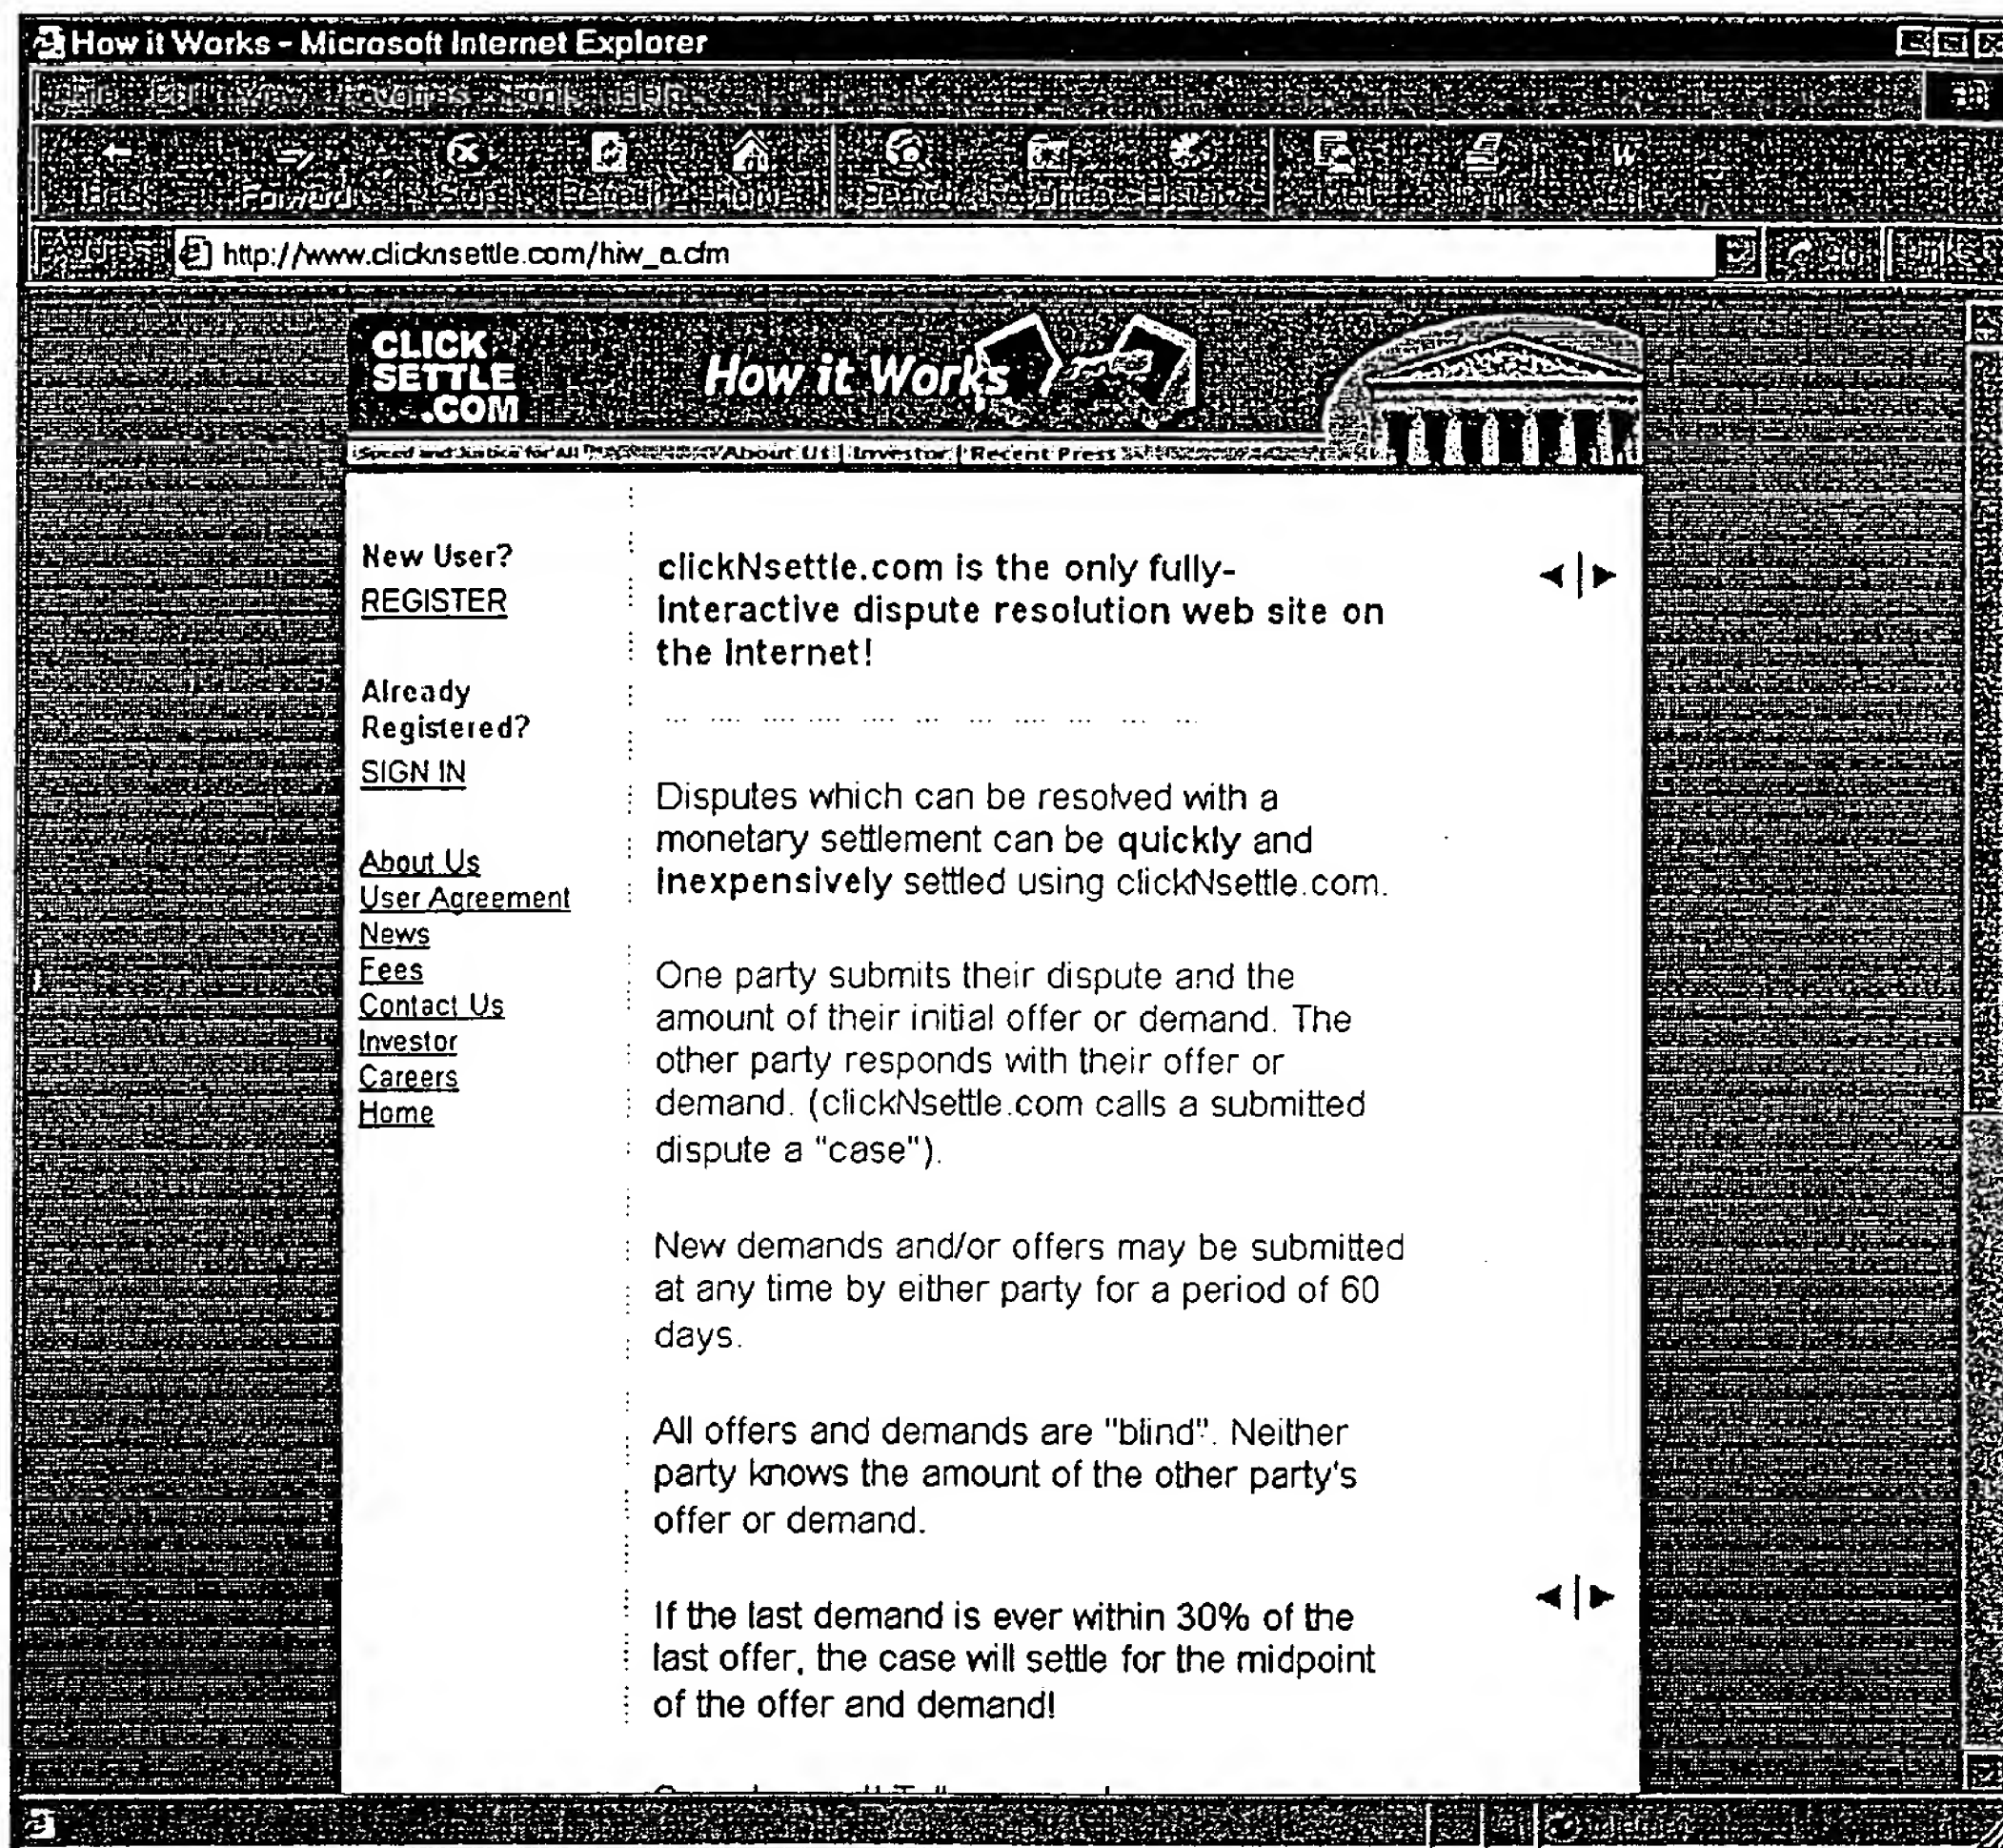 How it Works - Microsoft Internet Explorer
Forward
http://www.clicknsettle.com/hiw_a.cfm
CLICK
SETTLE
.COM
How it Works
Speed and Justice for All About Us Investor Recent Press
New User?
REGISTER
Already
Registered?
SIGN IN
About Us
User Agreement
News
Fees
Contact Us
Investor
Careers
Home
clickNsettle.com is the only fully-
interactive dispute resolution web site on
the Internet!
Disputes which can be resolved with a
monetary settlement can be quickly and
inexpensively settled using clickNsettle.com.
One party submits their dispute and the
amount of their initial offer or demand. The
other party responds with their offer or
demand. (clickNsettle.com calls a submitted
dispute a "case").
New demands and/or offers may be submitted
at any time by either party for a period of 60
days.
All offers and demands are "blind". Neither
party knows the amount of the other party's
offer or demand.
If the last demand is ever within 30% of the
last offer, the case will settle for the midpoint
of the offer and demand!